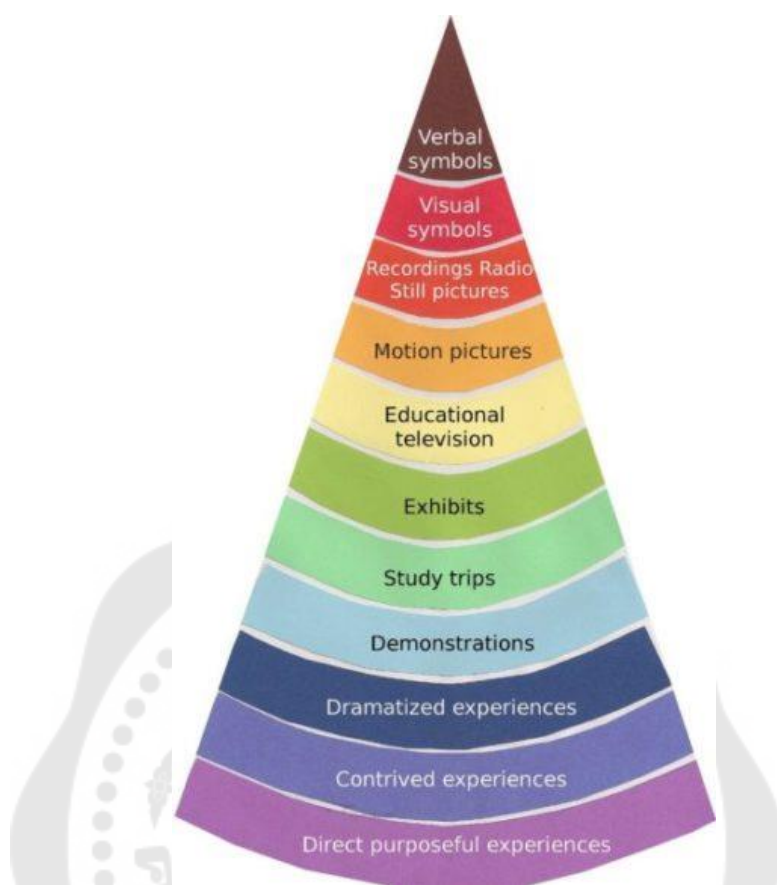 Verbal
symbols
Visual
symbols
Recordings Radio
Still pictures
Motion pictures
Educational
television
Exhibits
Study trips
Demonstrations
Dramatized experiences
Contrived experiences
Direct purposeful experiences